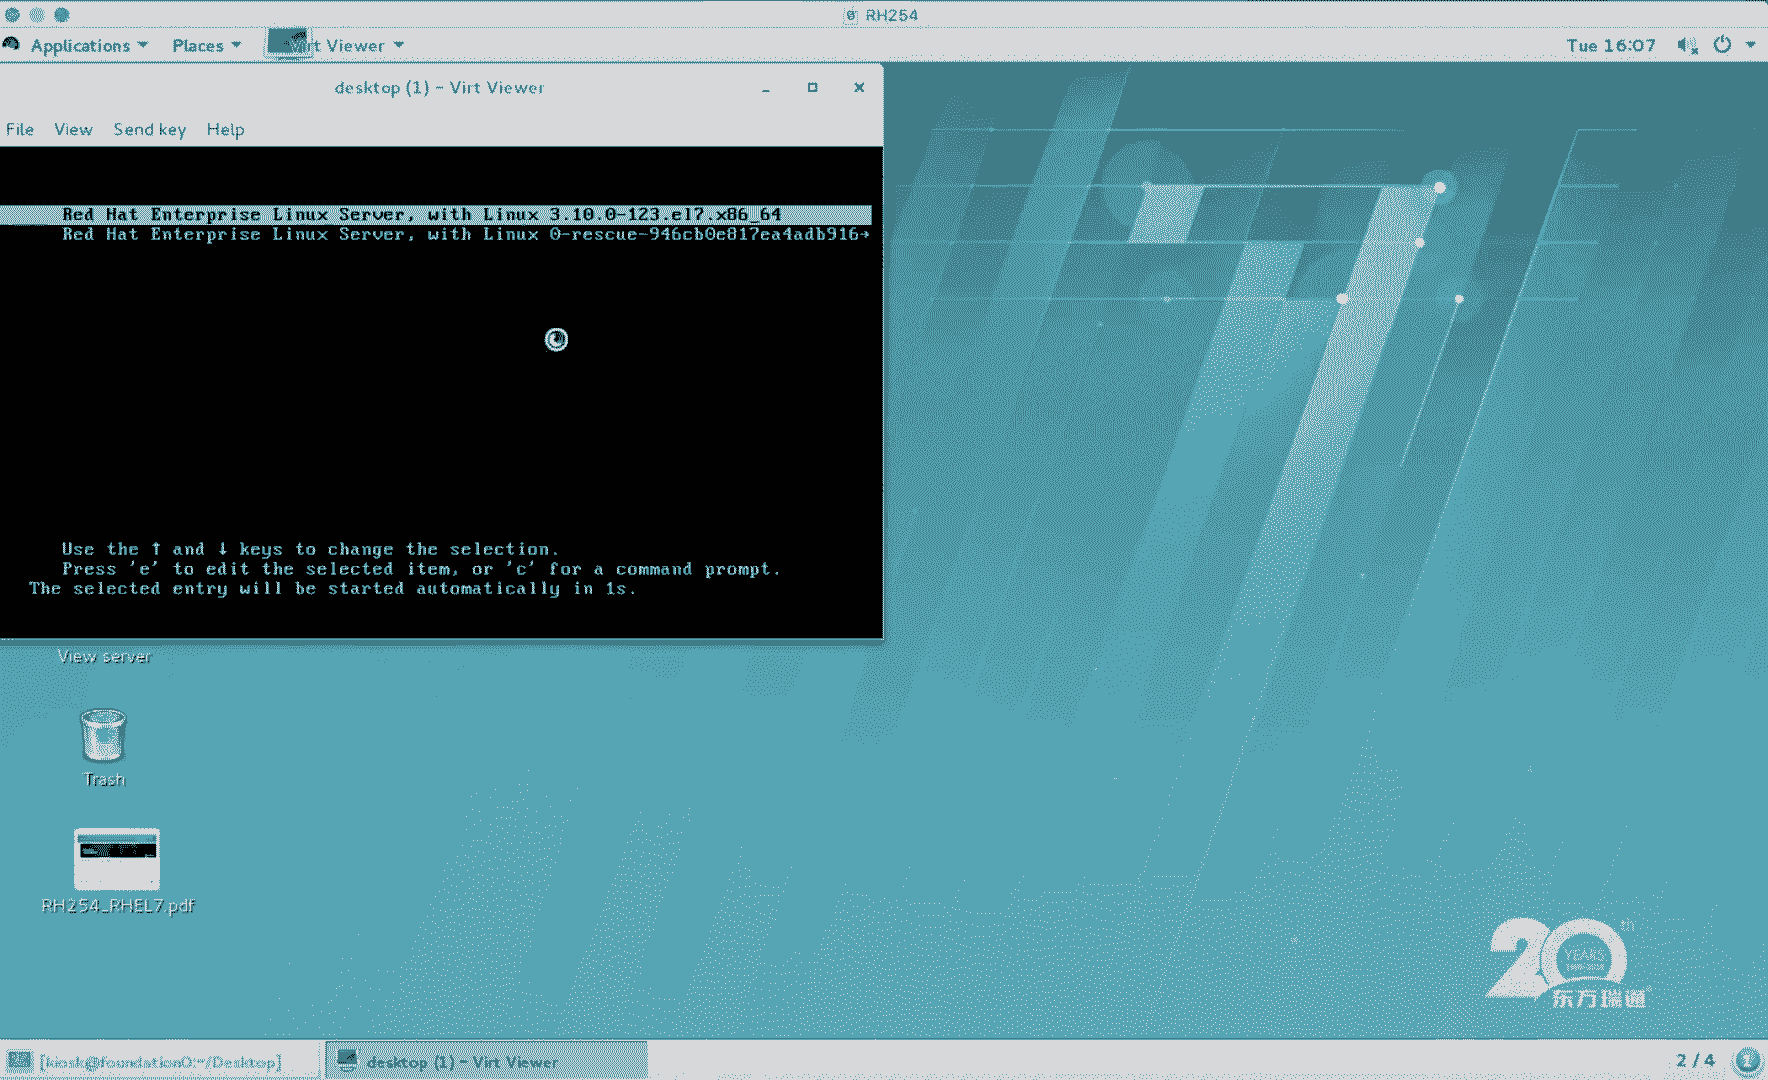 RH254
Applications Places Virt Viewer Tue 16:07
desktop (1) - Virt Viewer
File View Send key Help
Red Hat Enterprise Linux Server, with Linux 3.10.0-123.el7.x86_64
Red Hat Enterprise Linux Server, with Linux 0-rescue-946cb0e817ea4adb916→
Use the ↑ and ↓ keys to change the selection.
Press 'e' to edit the selected item, or 'c' for a command prompt.
The selected entry will be started automatically in 1s.
View server
Trash
RH254_RHEL7.pdf
20th
YEARS
东方瑞通
[kiosk@foundation0:~/Desktop] desktop (1) - Virt Viewer 2 / 4 1